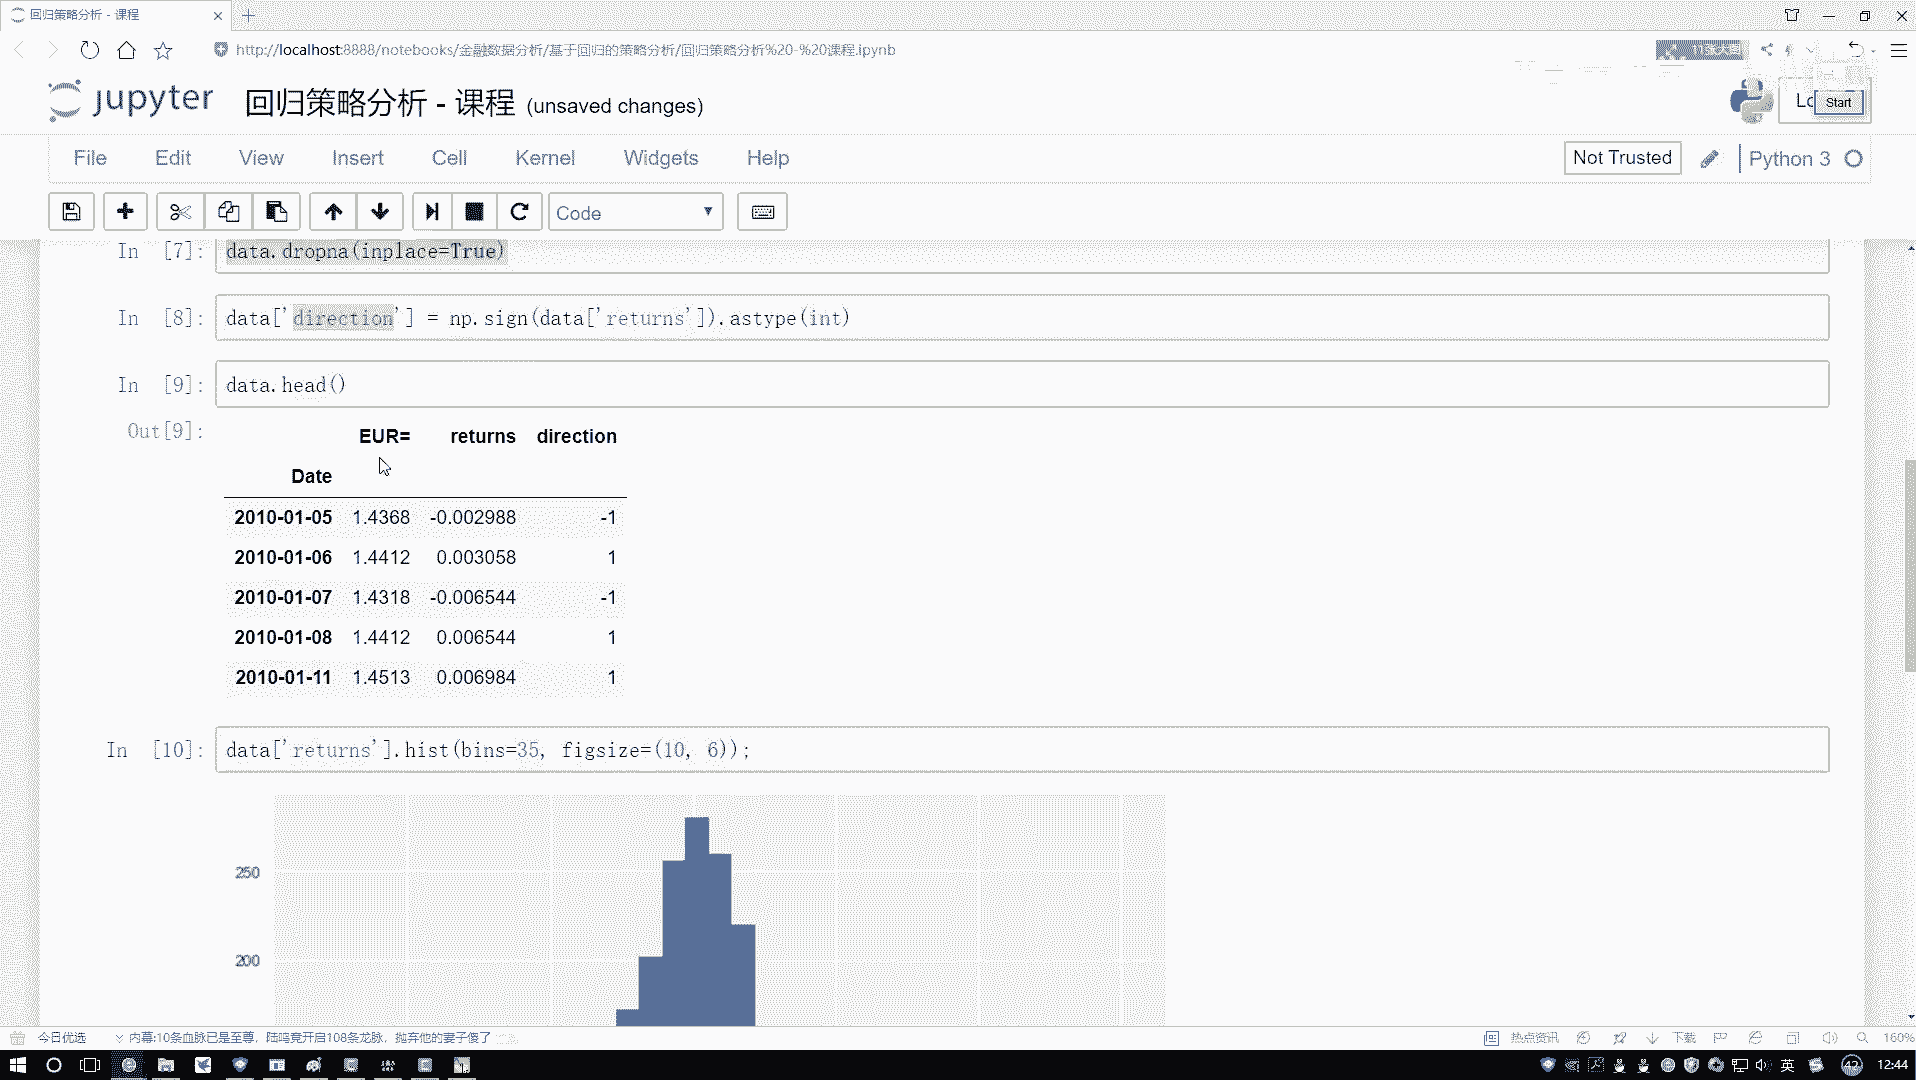 回归策略分析 - 课程
http://localhost:8888/notebooks/金融数据分析/基于回归的策略分析/回归策略分析%20-%20课程.ipynb
jupyter 回归策略分析 - 课程 (unsaved changes)
Start
File Edit View Insert Cell Kernel Widgets Help
Not Trusted Python 3
Code
In [7]: data.dropna(inplace=True)
In [8]: data['direction'] = np.sign(data['returns']).astype(int)
In [9]: data.head()
Out[9]:
EUR= returns direction
Date
2010-01-05 1.4368 -0.002988 -1
2010-01-06 1.4412 0.003058 1
2010-01-07 1.4318 -0.006544 -1
2010-01-08 1.4412 0.006544 1
2010-01-11 1.4513 0.006984 1
In [10]: data['returns'].hist(bins=35, figsize=(10, 6));
250
200
今日优选 内幕:10条血脉已是至尊，陆鸣竟开启108条龙脉，抛弃他的妻子傻了
热点资讯 下载 160%
英 42 12:44